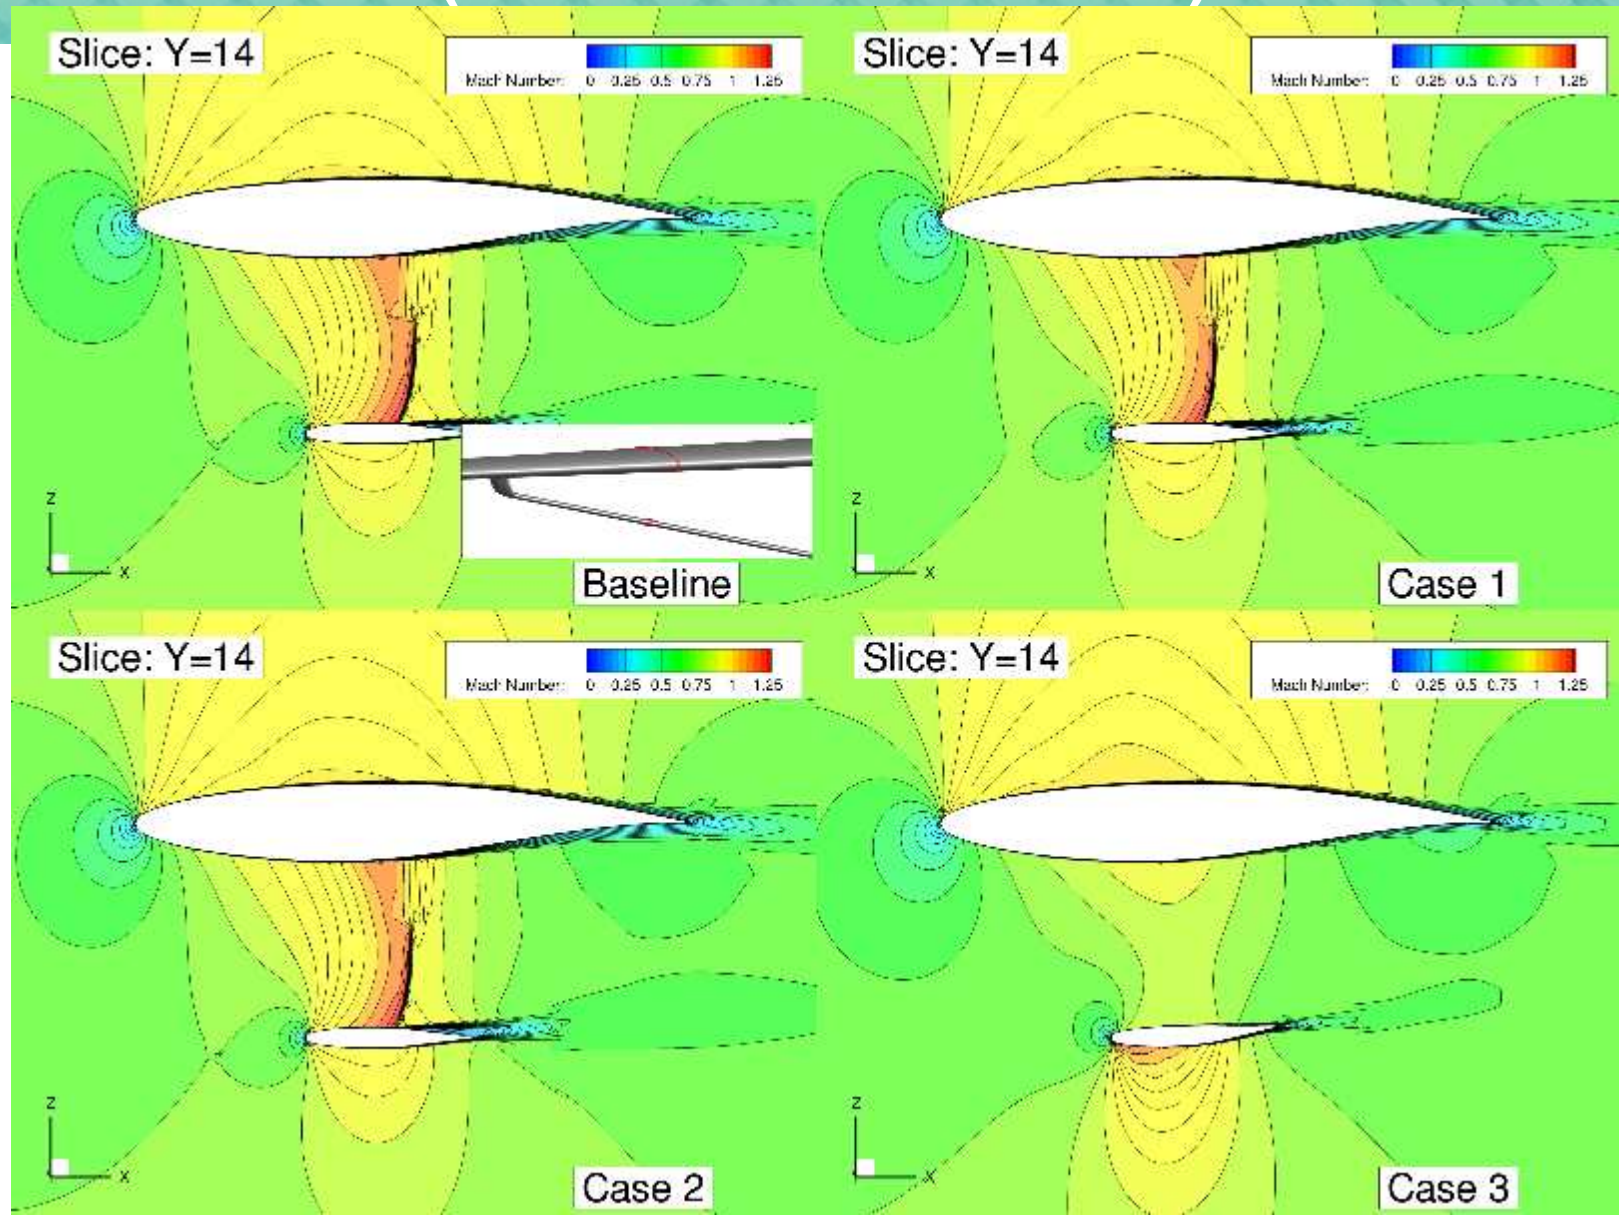 Slice: Y=14
Mach Number: 0 0.25 0.5 0.75 1 1.25
z
x
Baseline
Slice: Y=14
Mach Number: 0 0.25 0.5 0.75 1 1.25
z
x
Case 1
Slice: Y=14
Mach Number: 0 0.25 0.5 0.75 1 1.25
z
x
Case 2
Slice: Y=14
Mach Number: 0 0.25 0.5 0.75 1 1.25
z
x
Case 3